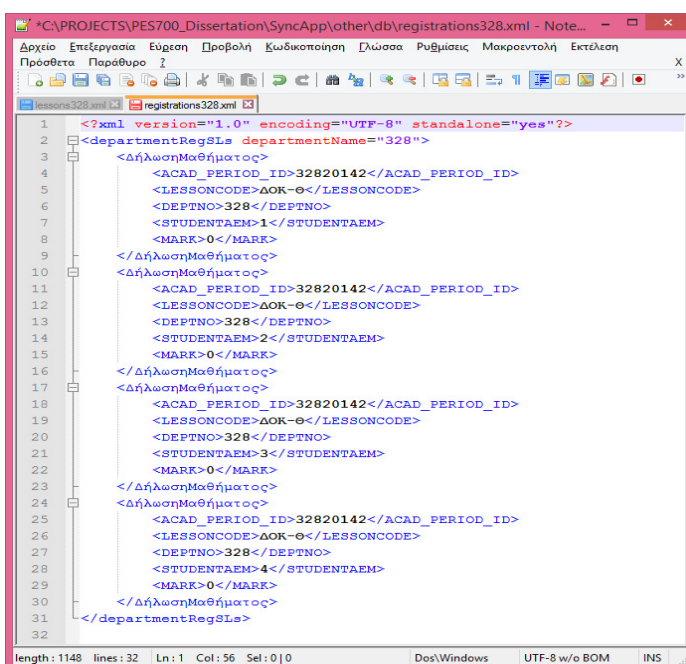 *C:\PROJECTS\PES700_Dissertation\SyncApp\other\db\registrations328.xml - Note...
Αρχείο Επεξεργασία Εύρεση Προβολή Κωδικοποίηση Γλώσσα Ρυθμίσεις Μακροεντολή Εκτέλεση
Πρόσθετα Παράθυρο ? X
lessons328.xml registrations328.xml
1 <?xml version="1.0" encoding="UTF-8" standalone="yes"?>
2 <departmentRegSLs departmentName="328">
3 <ΔήλωσηΜαθήματος>
4 <ACAD_PERIOD_ID>32820142</ACAD_PERIOD_ID>
5 <LESSONCODE>ΔΟΚ-Θ</LESSONCODE>
6 <DEPTNO>328</DEPTNO>
7 <STUDENTAEM>1</STUDENTAEM>
8 <MARK>0</MARK>
9 </ΔήλωσηΜαθήματος>
10 <ΔήλωσηΜαθήματος>
11 <ACAD_PERIOD_ID>32820142</ACAD_PERIOD_ID>
12 <LESSONCODE>ΔΟΚ-Θ</LESSONCODE>
13 <DEPTNO>328</DEPTNO>
14 <STUDENTAEM>2</STUDENTAEM>
15 <MARK>0</MARK>
16 </ΔήλωσηΜαθήματος>
17 <ΔήλωσηΜαθήματος>
18 <ACAD_PERIOD_ID>32820142</ACAD_PERIOD_ID>
19 <LESSONCODE>ΔΟΚ-Θ</LESSONCODE>
20 <DEPTNO>328</DEPTNO>
21 <STUDENTAEM>3</STUDENTAEM>
22 <MARK>0</MARK>
23 </ΔήλωσηΜαθήματος>
24 <ΔήλωσηΜαθήματος>
25 <ACAD_PERIOD_ID>32820142</ACAD_PERIOD_ID>
26 <LESSONCODE>ΔΟΚ-Θ</LESSONCODE>
27 <DEPTNO>328</DEPTNO>
28 <STUDENTAEM>4</STUDENTAEM>
29 <MARK>0</MARK>
30 </ΔήλωσηΜαθήματος>
31 </departmentRegSLs>
32
length : 1148 lines : 32 Ln : 1 Col : 56 Sel : 0 | 0 Dos\Windows UTF-8 w/o BOM INS